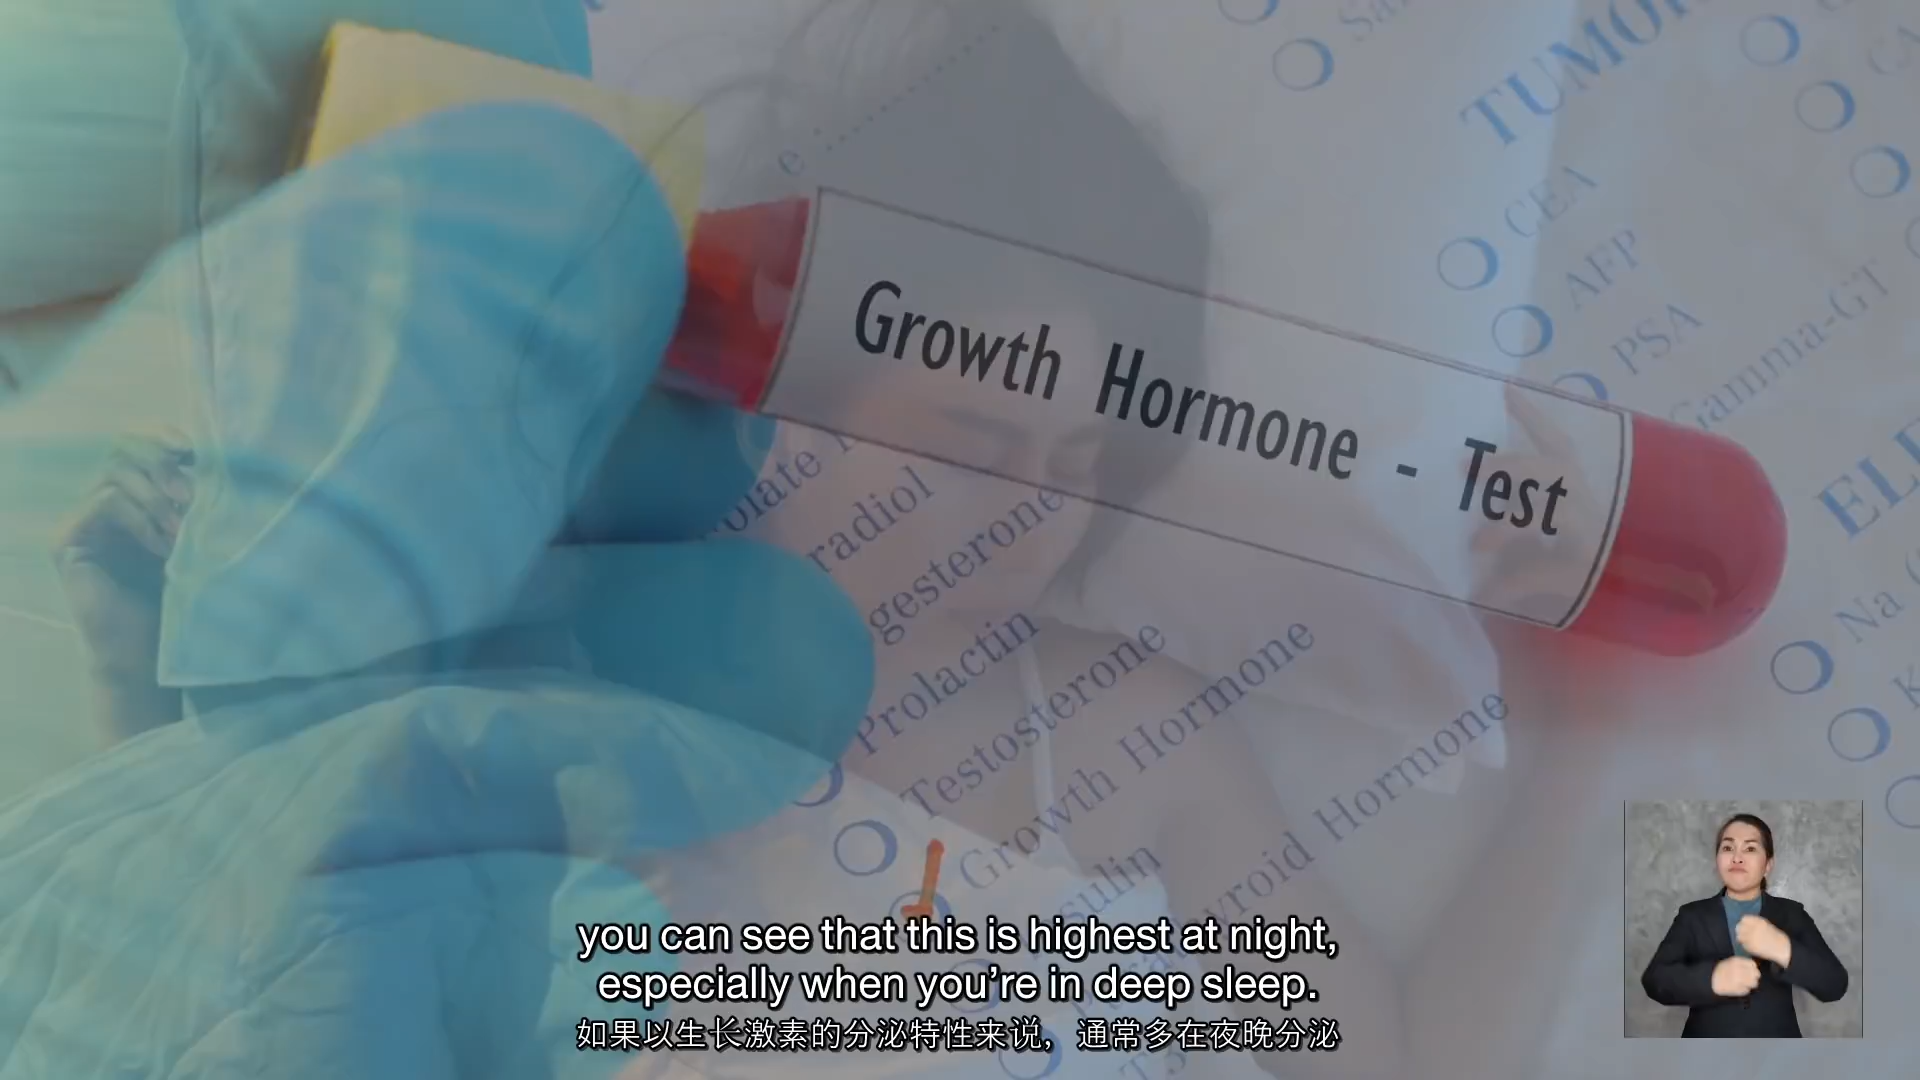 TUMOR
CEA
AFP
PSA
Gamma-GT
Growth Hormone - Test
radiol
gesterone
Prolactin
Testosterone
Growth Hormone
Hormone
Na
you can see that this is highest at night,
especially when you're in deep sleep.
如果以生长激素的分泌特性来说，通常多在夜晚分泌